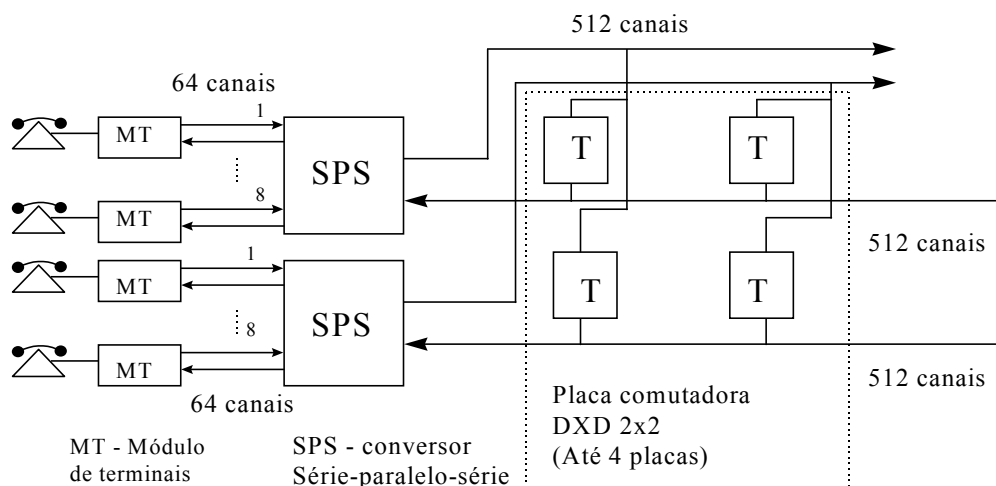 512 canais
64 canais
1
MT
SPS
T
T
8
MT
512 canais
1
MT
SPS
T
T
8
MT
512 canais
64 canais
Placa comutadora
DXD 2x2
(Até 4 placas)
MT - Módulo
de terminais
SPS - conversor
Série-paralelo-série